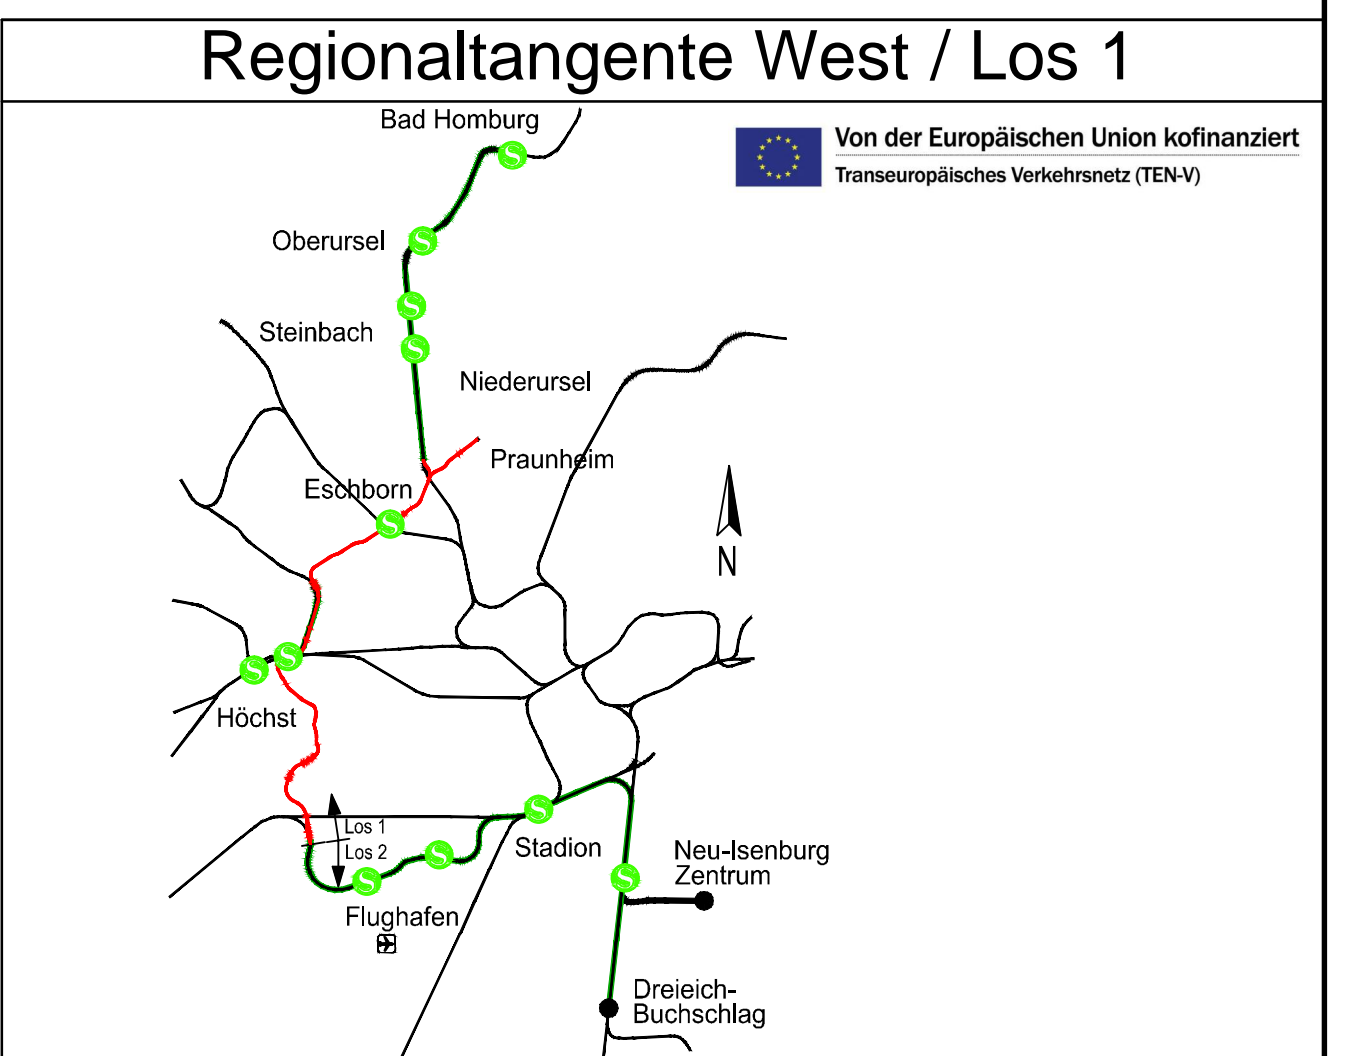 Regionaltangente West / Los 1
Bad Homburg
Von der Europäischen Union kofinanziert
Transeuropäisches Verkehrsnetz (TEN-V)
Oberursel
S
S
S
Steinbach
S
Niederursel
Praunheim
Eschborn
S
N
S
S
Höchst
S
Los 1
Los 2
Stadion
S
Neu-Isenburg
Zentrum
S
S
Flughafen
Dreieich-
Buchschlag